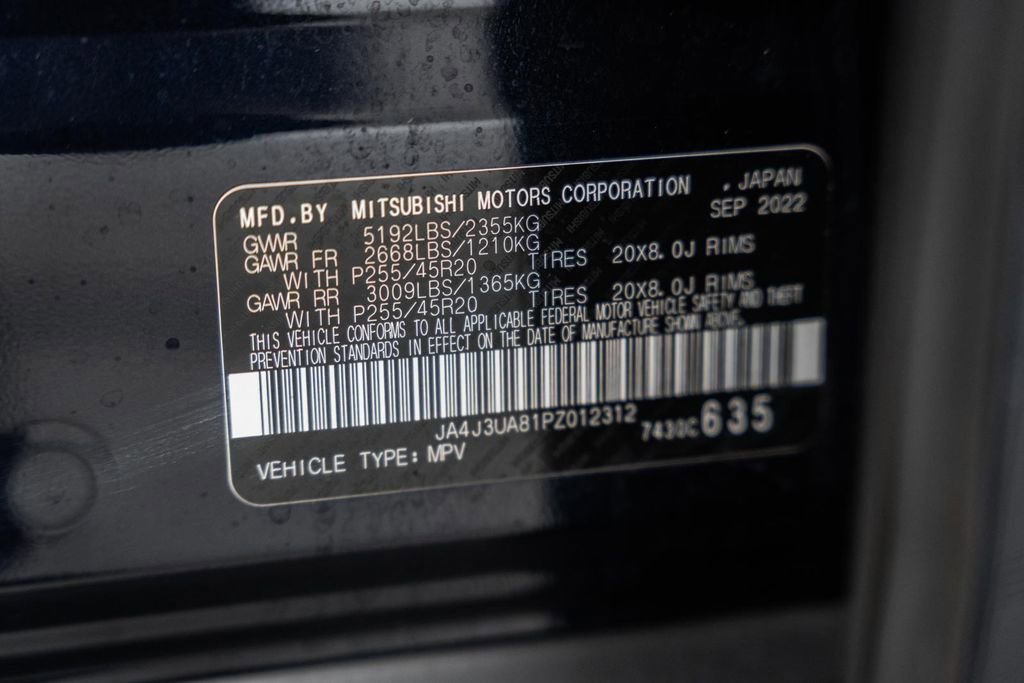 MFD.BY MITSUBISHI MOTORS CORPORATION . JAPAN
SEP 2022
GVWR 5192LBS/2355KG
GAWR FR 2668LBS/1210KG
WITH P255/45R20 TIRES 20X8.0J RIMS
GAWR RR 3009LBS/1365KG
WITH P255/45R20 TIRES 20X8.0J RIMS
THIS VEHICLE CONFORMS TO ALL APPLICABLE FEDERAL MOTOR VEHICLE SAFETY AND THEFT
PREVENTION STANDARDS IN EFFECT ON THE DATE OF MANUFACTURE SHOWN ABOVE.
JA4J3UA81PZ012312 7430C 635
VEHICLE TYPE: MPV